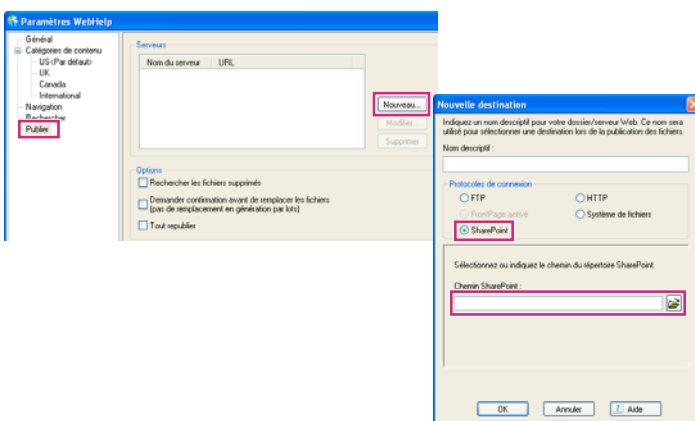 Paramètres WebHelp
Général
Catégories de contenu
US<Par défaut>
UK
Canada
International
Navigation
Rechercher
Publier
Serveurs
Nom du serveur URL
Nouveau...
Modifier...
Supprimer
Options
Rechercher les fichiers supprimés
Demander confirmation avant de remplacer les fichiers
(pas de remplacement en génération par lots)
Tout republier
Nouvelle destination
Indiquez un nom descriptif pour votre dossier/serveur Web. Ce nom sera
utilisé pour sélectionner une destination lors de la publication des fichiers.
Nom descriptif :
Protocoles de connexion
FTP HTTP
FrontPage activé Système de fichiers
SharePoint
Sélectionnez ou indiquez le chemin du répertoire SharePoint.
Chemin SharePoint :
OK Annuler Aide